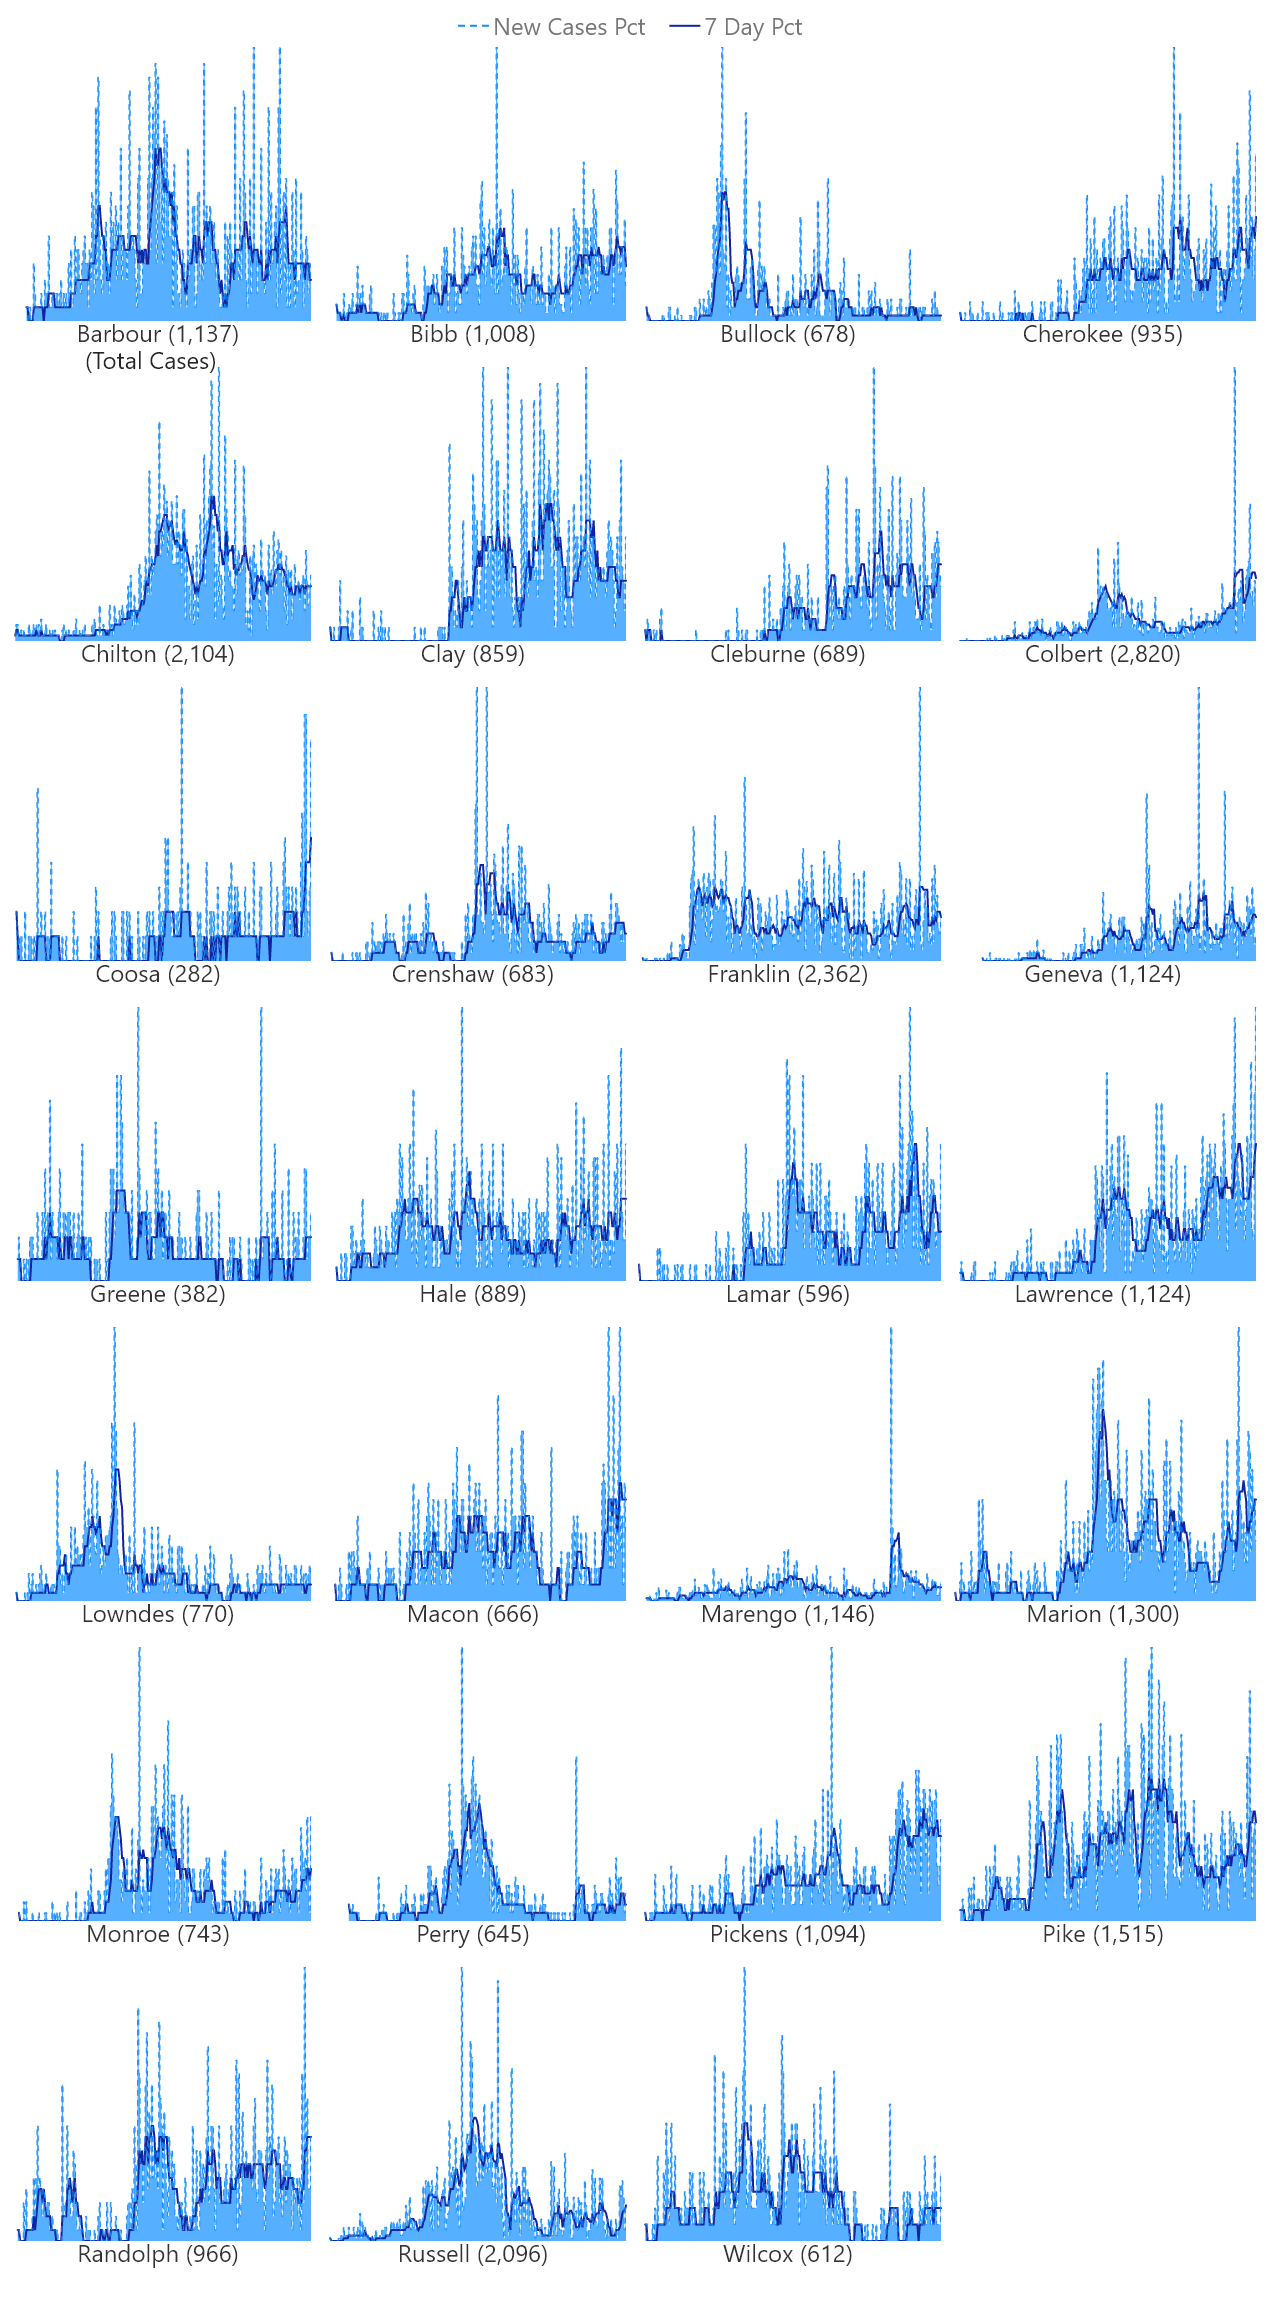 New Cases Pct 7 Day Pct
Barbour (1,137) Bibb (1,008) Bullock (678) Cherokee (935)
(Total Cases)
Chilton (2,104) Clay (859) Cleburne (689) Colbert (2,820)
Coosa (282) Crenshaw (683) Franklin (2,362) Geneva (1,124)
Greene (382) Hale (889) Lamar (596) Lawrence (1,124)
Lowndes (770) Macon (666) Marengo (1,146) Marion (1,300)
Monroe (743) Perry (645) Pickens (1,094) Pike (1,515)
Randolph (966) Russell (2,096) Wilcox (612)